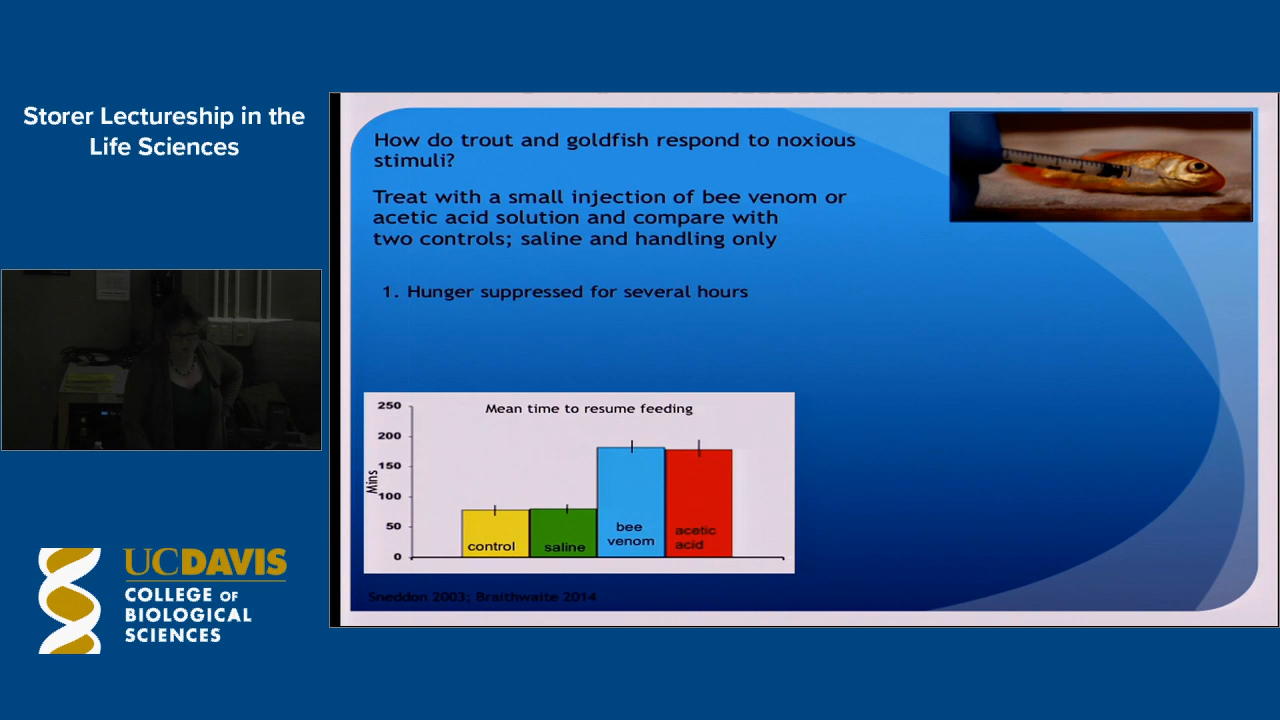 Storer Lectureship in the
Life Sciences
How do trout and goldfish respond to noxious
stimuli?
Treat with a small injection of bee venom or
acetic acid solution and compare with
two controls; saline and handling only
1. Hunger suppressed for several hours
Mean time to resume feeding
250
200
150
100
50
0
Mins
control
saline
bee
venom
acetic
acid
Sneddon 2003; Braithwaite 2014
UCDAVIS
COLLEGE OF
BIOLOGICAL
SCIENCES